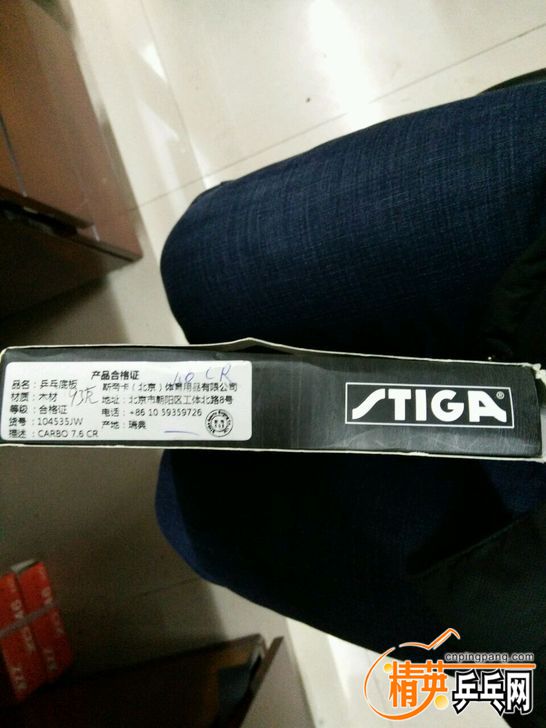 产品合格证
品名：乒乓底板
材质：木材
等级：合格证
货号：104535JW
描述：CARBO 7.6 CR
斯帝卡（北京）体育用品有限公司
地址：北京市朝阳区工体北路8号
电话：+86 10 59359726
产地：瑞典
93克
CR
STIGA
cnpingpang.com
精英乒乓网